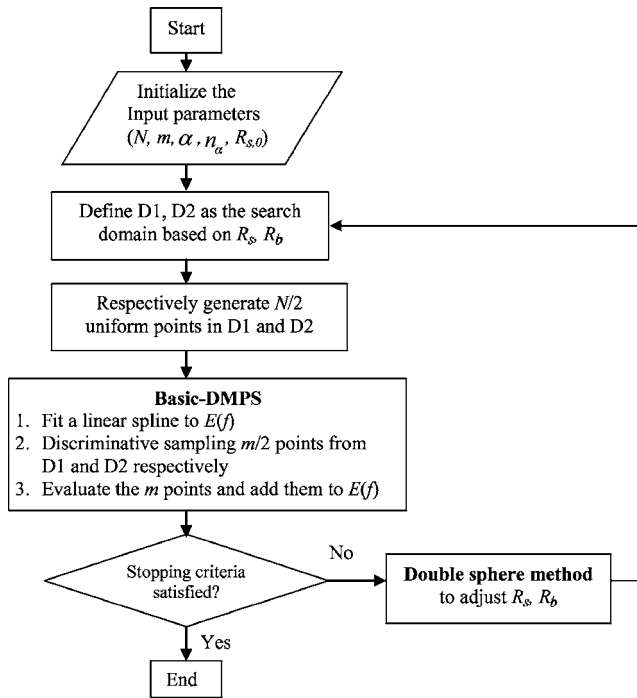 Start
Initialize the
Input parameters
(N, m, α, nα, Rs,0)
Define D1, D2 as the search
domain based on Rs, Rb
Respectively generate N/2
uniform points in D1 and D2
Basic-DMPS
1. Fit a linear spline to E(f)
2. Discriminative sampling m/2 points from
D1 and D2 respectively
3. Evaluate the m points and add them to E(f)
Stopping criteria
satisfied?
No
Double sphere method
to adjust Rs, Rb
Yes
End